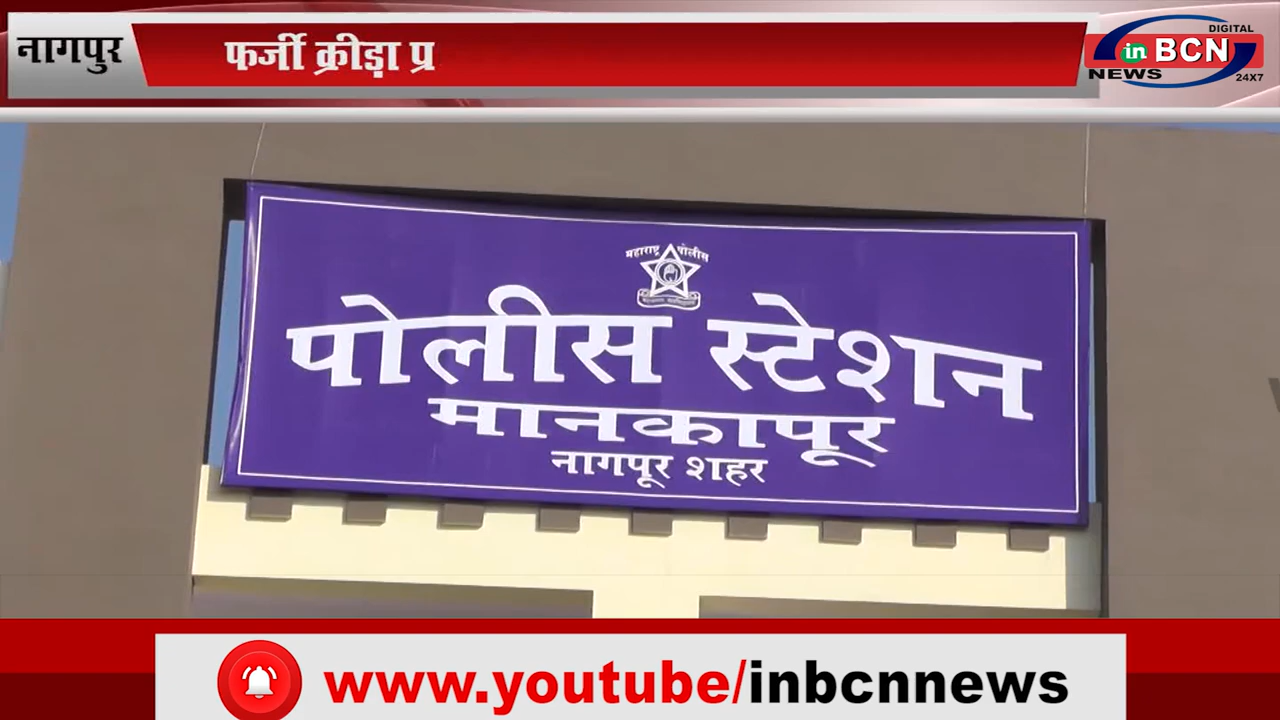 नागपुर
फर्जी क्रीड़ा प्र
DIGITAL
in BCN
NEWS
24X7
महाराष्ट्र पोलीस
पोलीस स्टेशन
मानकापूर
नागपूर शहर
www.youtube/inbcnnews